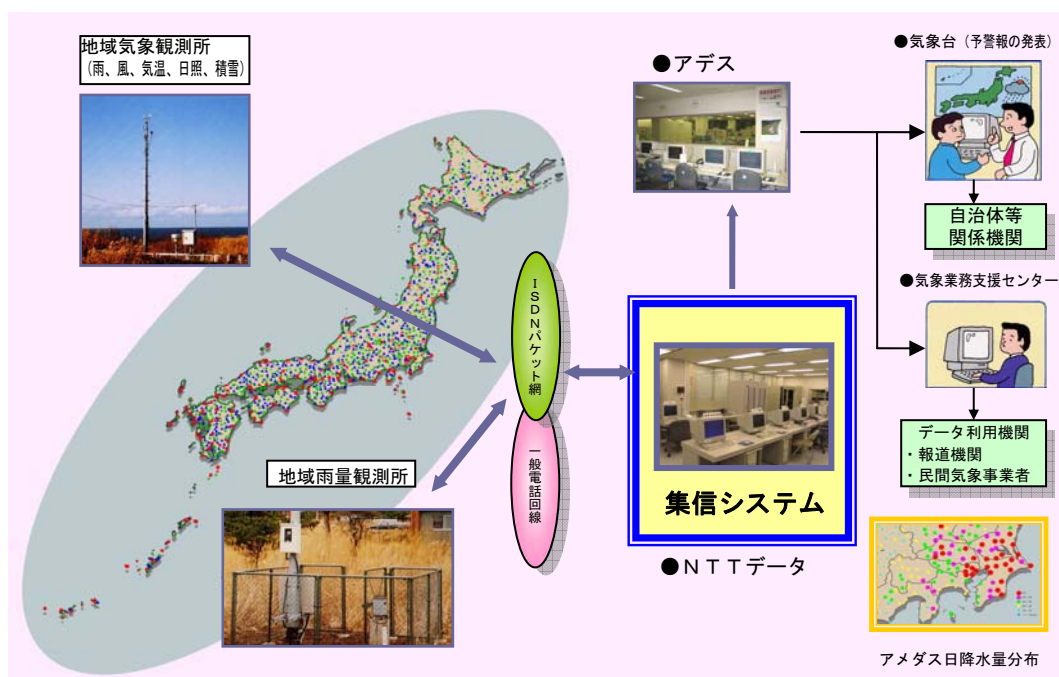 地域気象観測所
(雨、風、気温、日照、積雪)
●アデス
●気象台（予警報の発表）
自治体等
関係機関
●気象業務支援センター
データ利用機関
・報道機関
・民間気象事業者
ISDNパケット網
一般電話回線
地域雨量観測所
集信システム
●ＮＴＴデータ
アメダス日降水量分布